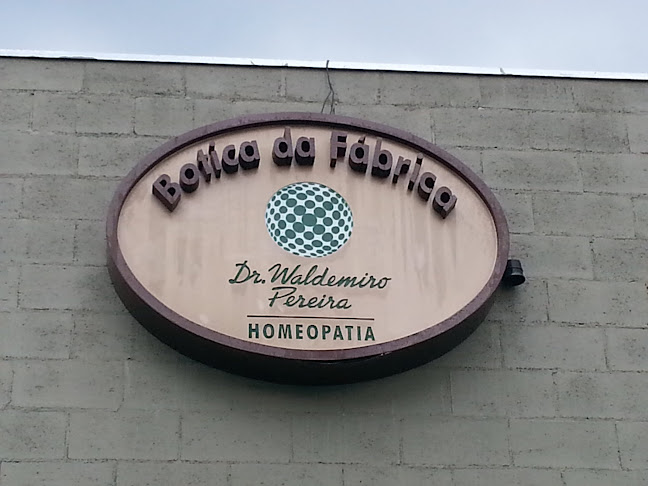 Botica da Fábrica
Dr. Waldemiro
Pereira
HOMEOPATIA